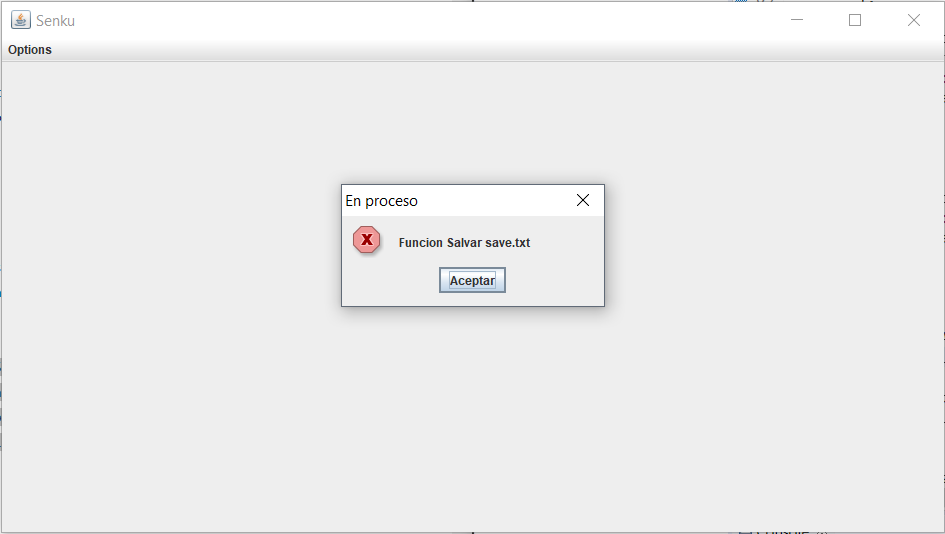 Senku
Options
En proceso
Funcion Salvar save.txt
Aceptar